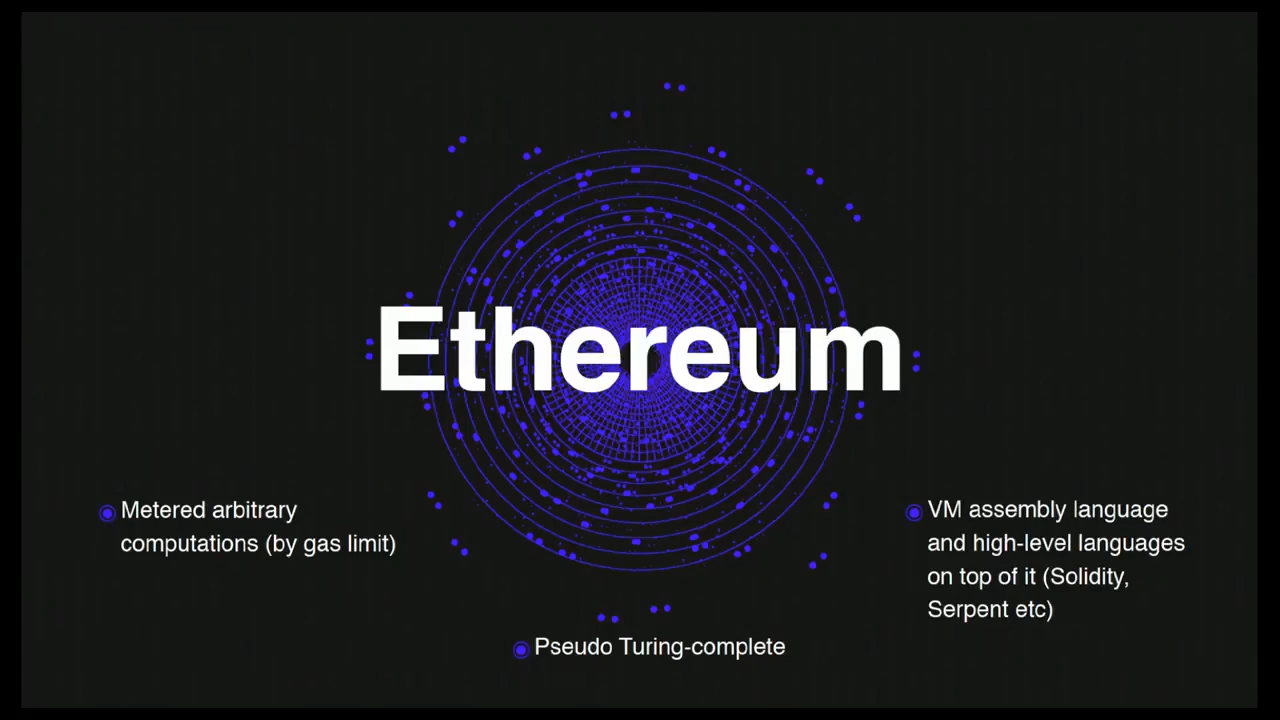 Ethereum
Metered arbitrary
computations (by gas limit)
Pseudo Turing-complete
VM assembly language
and high-level languages
on top of it (Solidity,
Serpent etc)